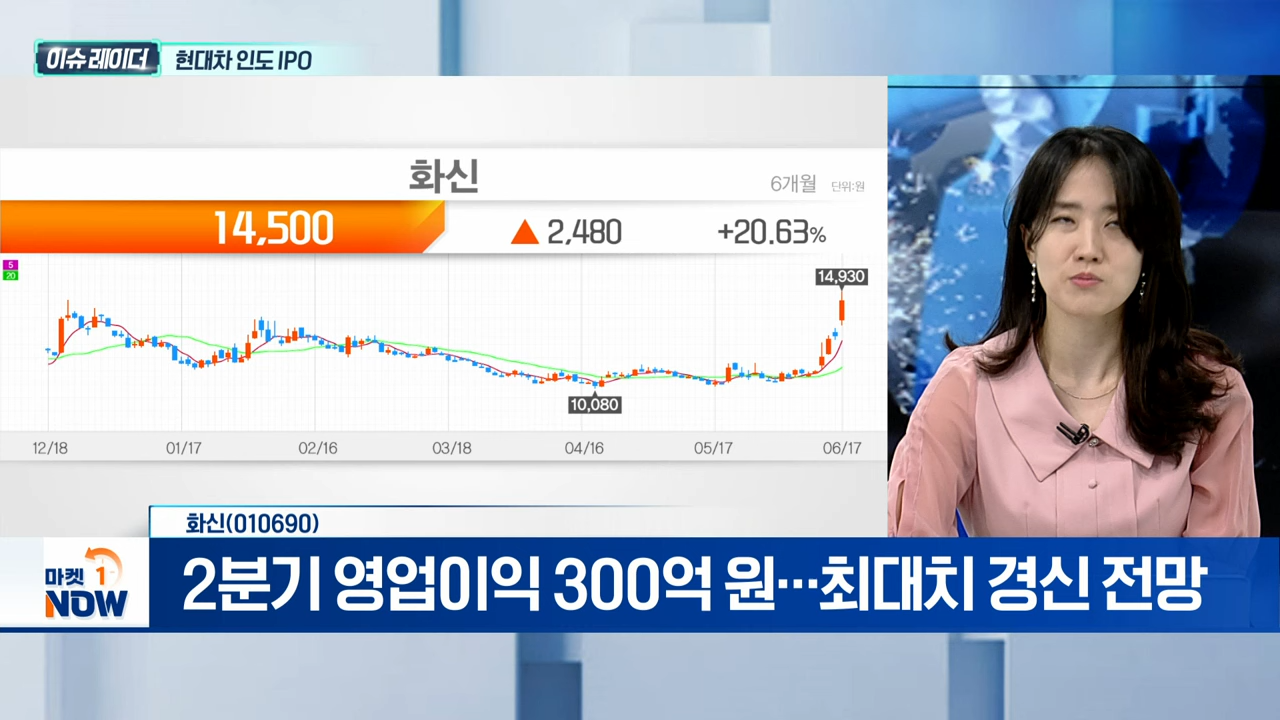 이슈 레이더 현대차 인도 IPO
화신
6개월 단위:원
14,500 ▲ 2,480 +20.63%
5
20
14,930
10,080
12/18 01/17 02/16 03/18 04/16 05/17 06/17
화신(010690)
마켓 1
NOW
2분기 영업이익 300억 원…최대치 경신 전망